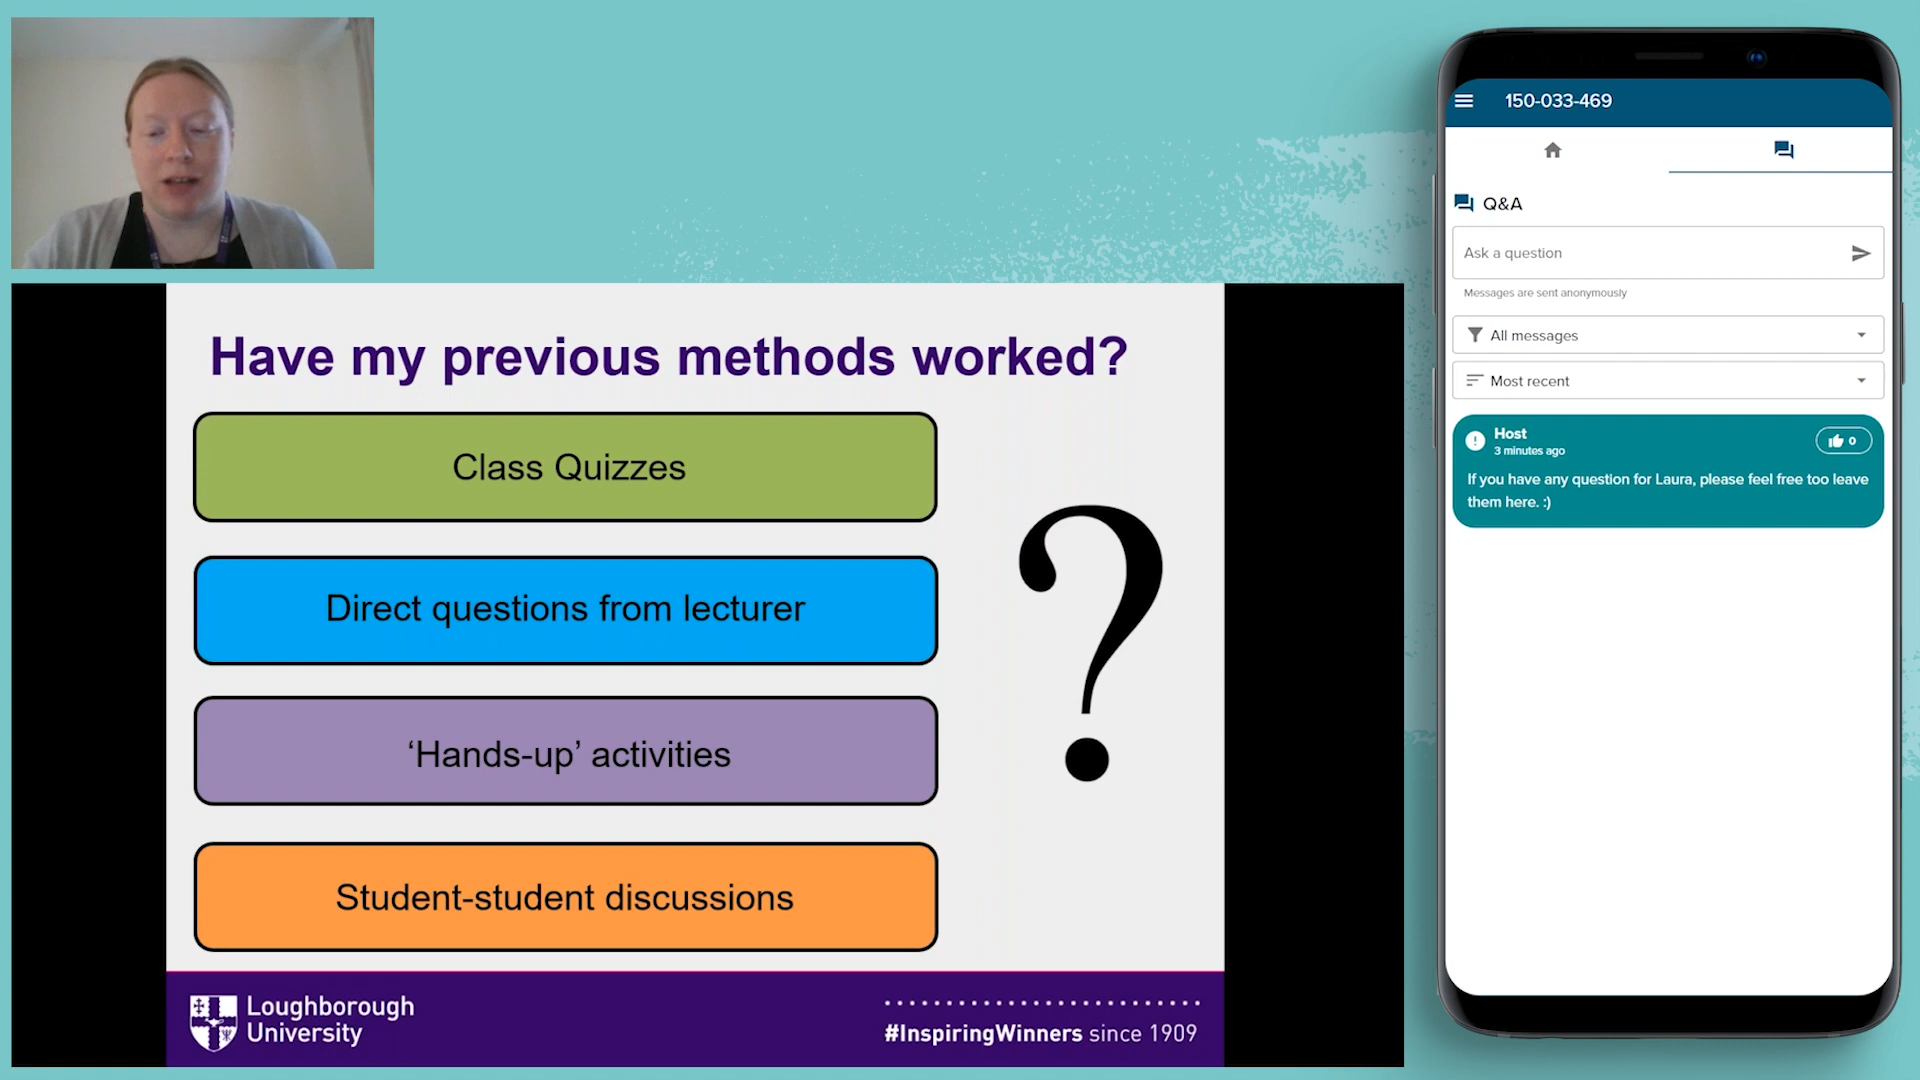 Have my previous methods worked?
Class Quizzes
Direct questions from lecturer
‘Hands-up’ activities
Student-student discussions
?
Loughborough
University
#InspiringWinners since 1909
150-033-469
Q&A
Ask a question
Messages are sent anonymously
All messages
Most recent
Host
3 minutes ago
0
If you have any question for Laura, please feel free too leave
them here. :)